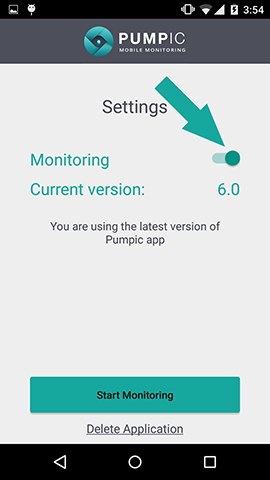 3:54
PUMPIC
MOBILE MONITORING
Settings
Monitoring
Current version: 6.0
You are using the latest version of
Pumpic app
Start Monitoring
Delete Application